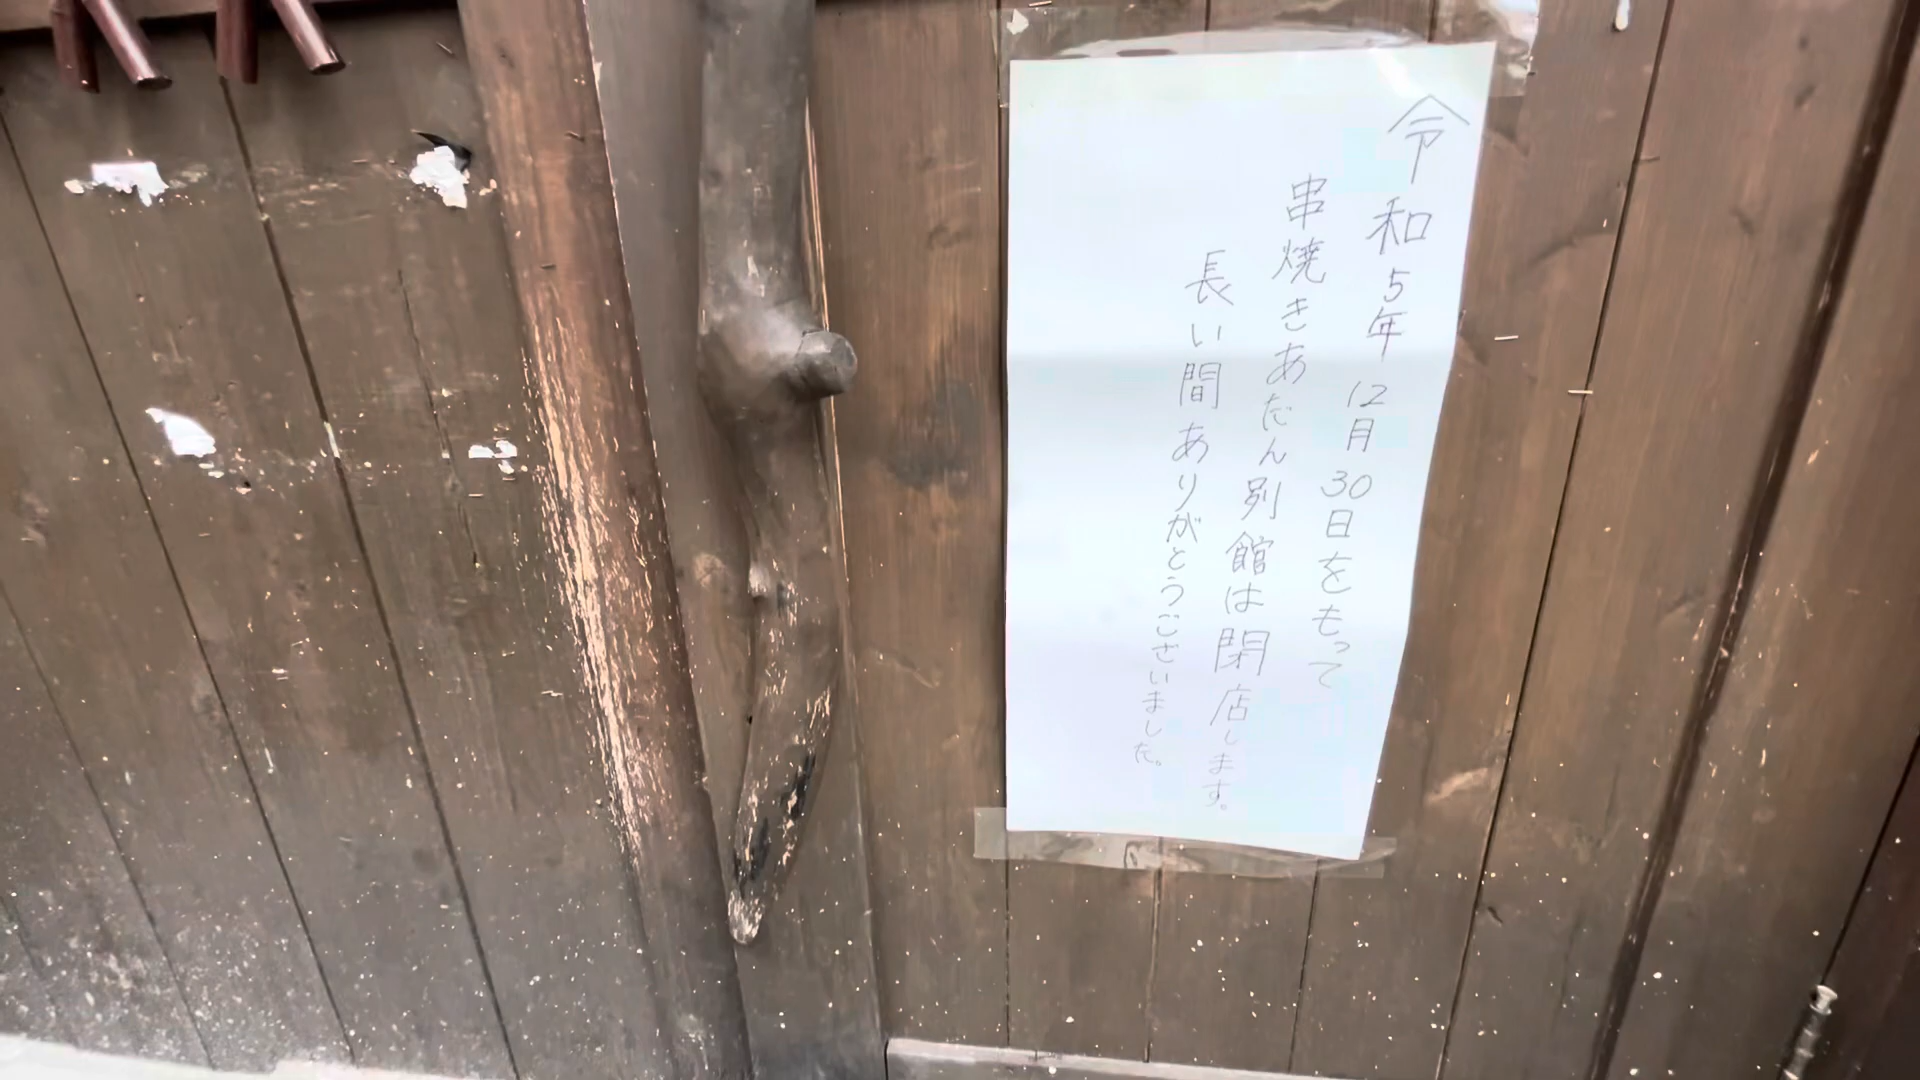 令和5年12月30日をもって
串焼きあだん別館は閉店します。
長い間ありがとうございました。